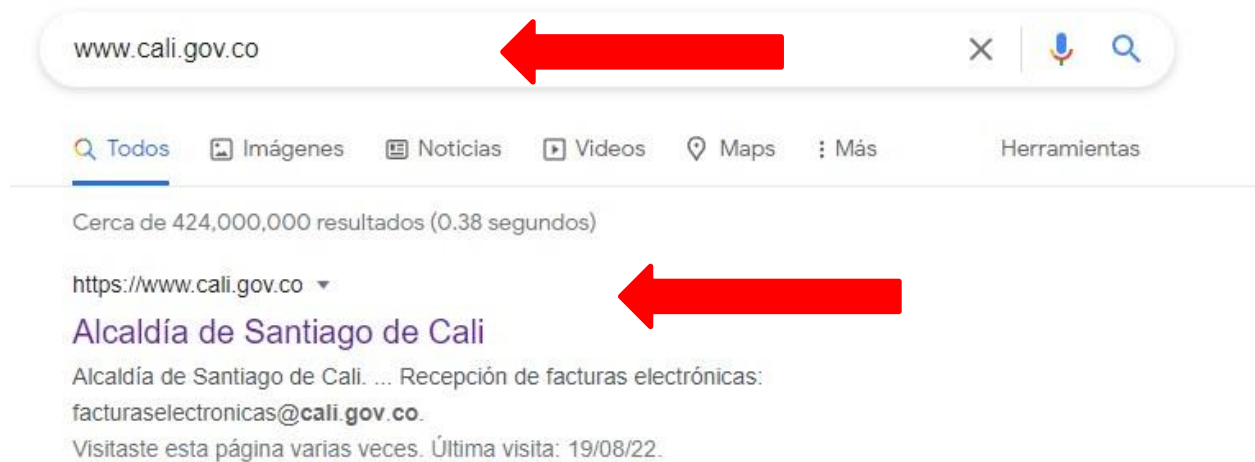 www.cali.gov.co
Todos Imágenes Noticias Videos Maps Más Herramientas
Cerca de 424,000,000 resultados (0.38 segundos)
https://www.cali.gov.co
Alcaldía de Santiago de Cali
Alcaldía de Santiago de Cali. ... Recepción de facturas electrónicas:
facturaselectronicas@cali.gov.co.
Visitaste esta página varias veces. Última visita: 19/08/22.